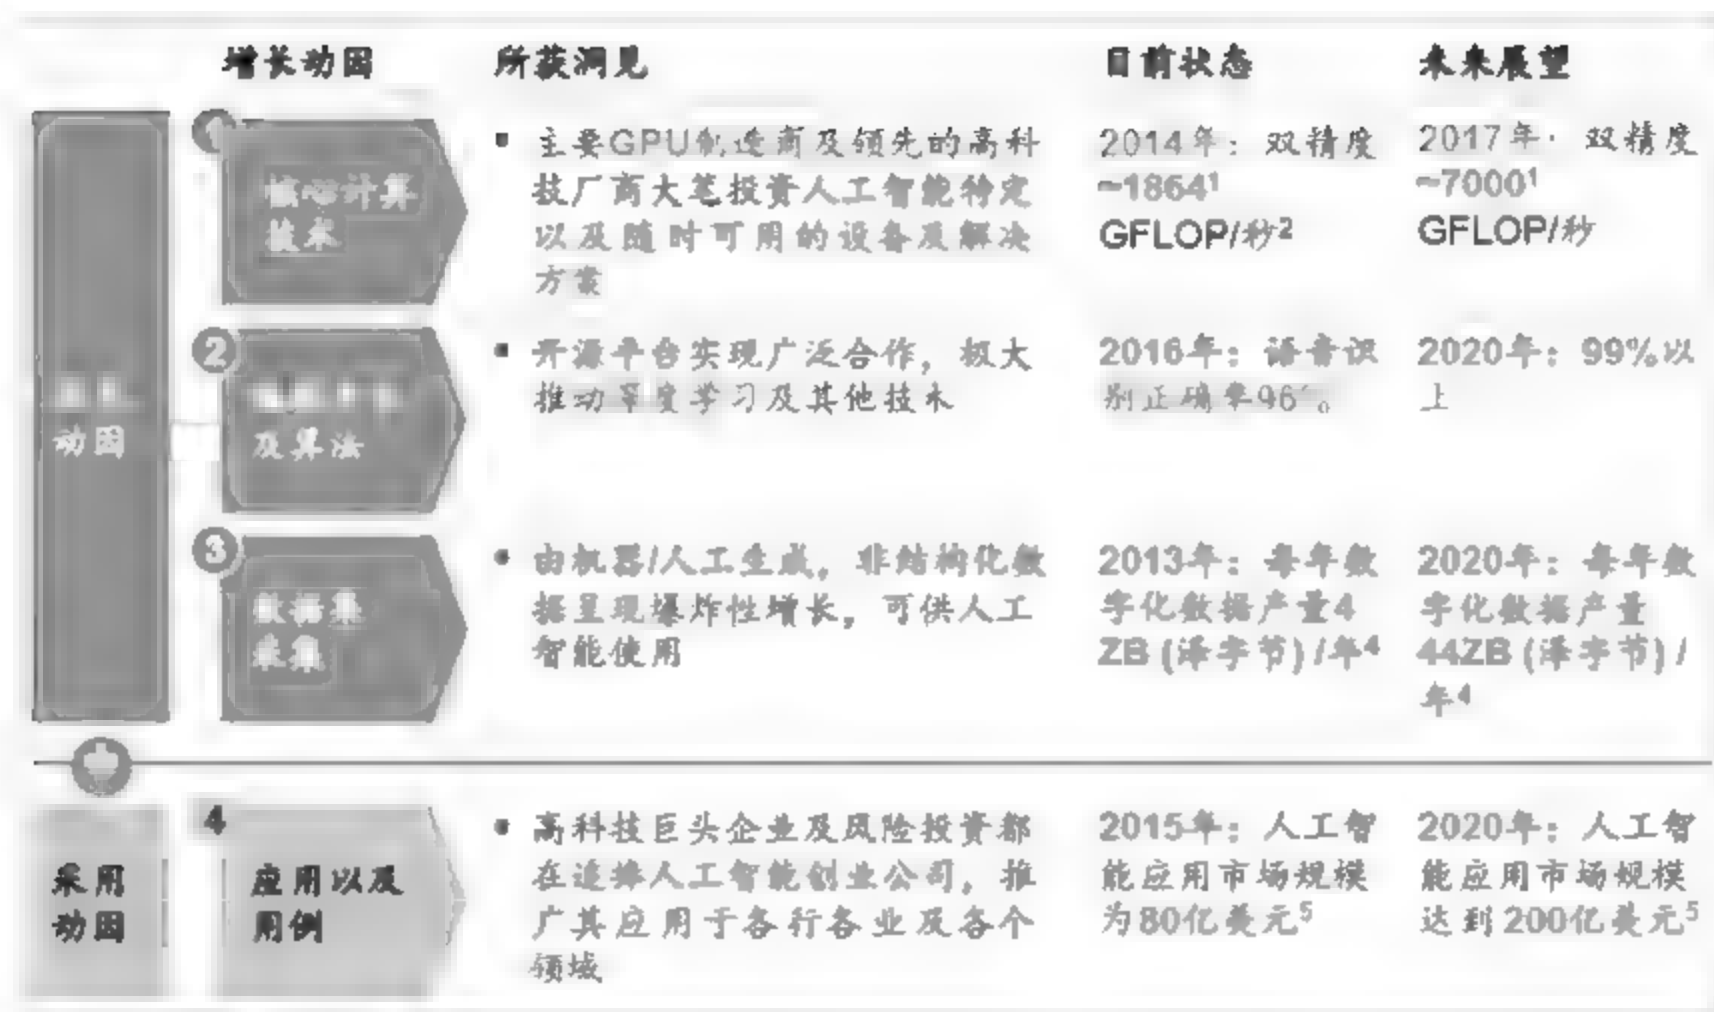 增长动因
所获洞见
目前状态
未来展望
动因
核心计算
技术
主要GPU制造商及领先的高科
技厂商大笔投资人工智能特定
以及随时可用的设备及解决
方案
2014年：双精度
~1864¹
GFLOP/秒²
2017年：双精度
~7000¹
GFLOP/秒
2
及算法
开源平台实现广泛合作，极大
推动深度学习及其他技术
2016年：语音识
别正确率96%。
2020年：99%以
上
3
数据集
采集
由机器/人工生成，非结构化数
据呈现爆炸性增长，可供人工
智能使用
2013年：每年数
字化数据产量4
ZB (泽字节) /年⁴
2020年：每年数
字化数据产量
44ZB (泽字节) /
年⁴
采用
动因
4
应用以及
用例
高科技巨头企业及风险投资都
在追捧人工智能创业公司，推
广其应用于各行各业及各个
领域
2015年：人工智
能应用市场规模
为80亿美元⁵
2020年：人工智
能应用市场规模
达到200亿美元⁵